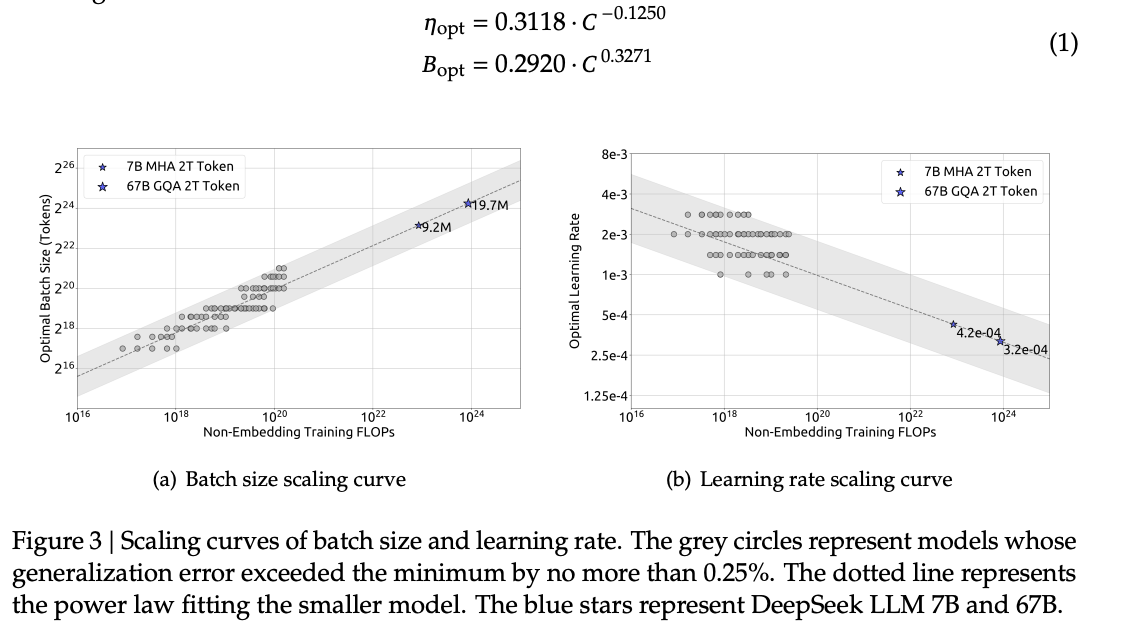 η_opt = 0.3118 · C^−0.1250
B_opt = 0.2920 · C^0.3271
(1)
7B MHA 2T Token
67B GQA 2T Token
2^26
2^24
2^22
2^20
2^18
2^16
Optimal Batch Size (Tokens)
19.7M
9.2M
10^16
10^18
10^20
10^22
10^24
Non-Embedding Training FLOPs
(a) Batch size scaling curve
7B MHA 2T Token
67B GQA 2T Token
8e-3
4e-3
2e-3
1e-3
5e-4
2.5e-4
1.25e-4
Optimal Learning Rate
4.2e-04
3.2e-04
10^16
10^18
10^20
10^22
10^24
Non-Embedding Training FLOPs
(b) Learning rate scaling curve
Figure 3 | Scaling curves of batch size and learning rate. The grey circles represent models whose
generalization error exceeded the minimum by no more than 0.25%. The dotted line represents
the power law fitting the smaller model. The blue stars represent DeepSeek LLM 7B and 67B.